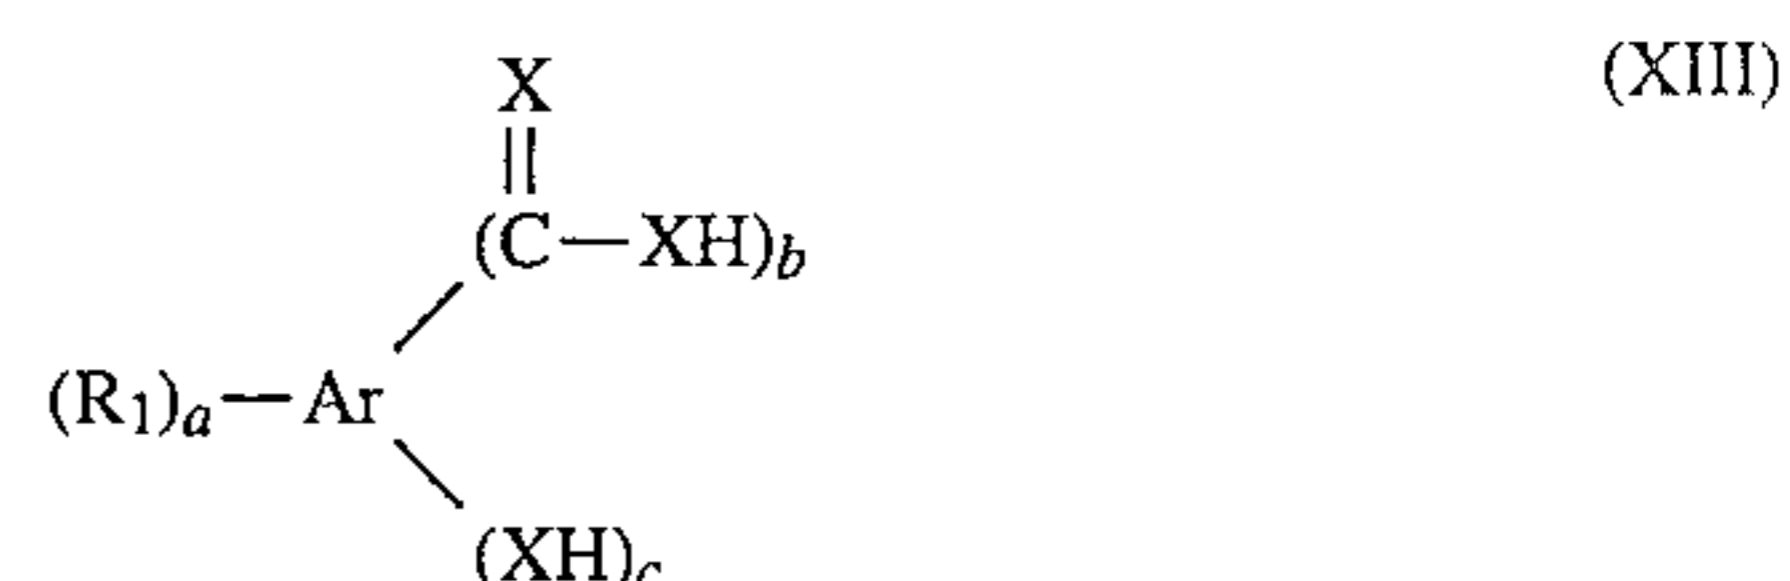 X (XIII)
(C—XH)b
(R1)a—Ar
(XH)c